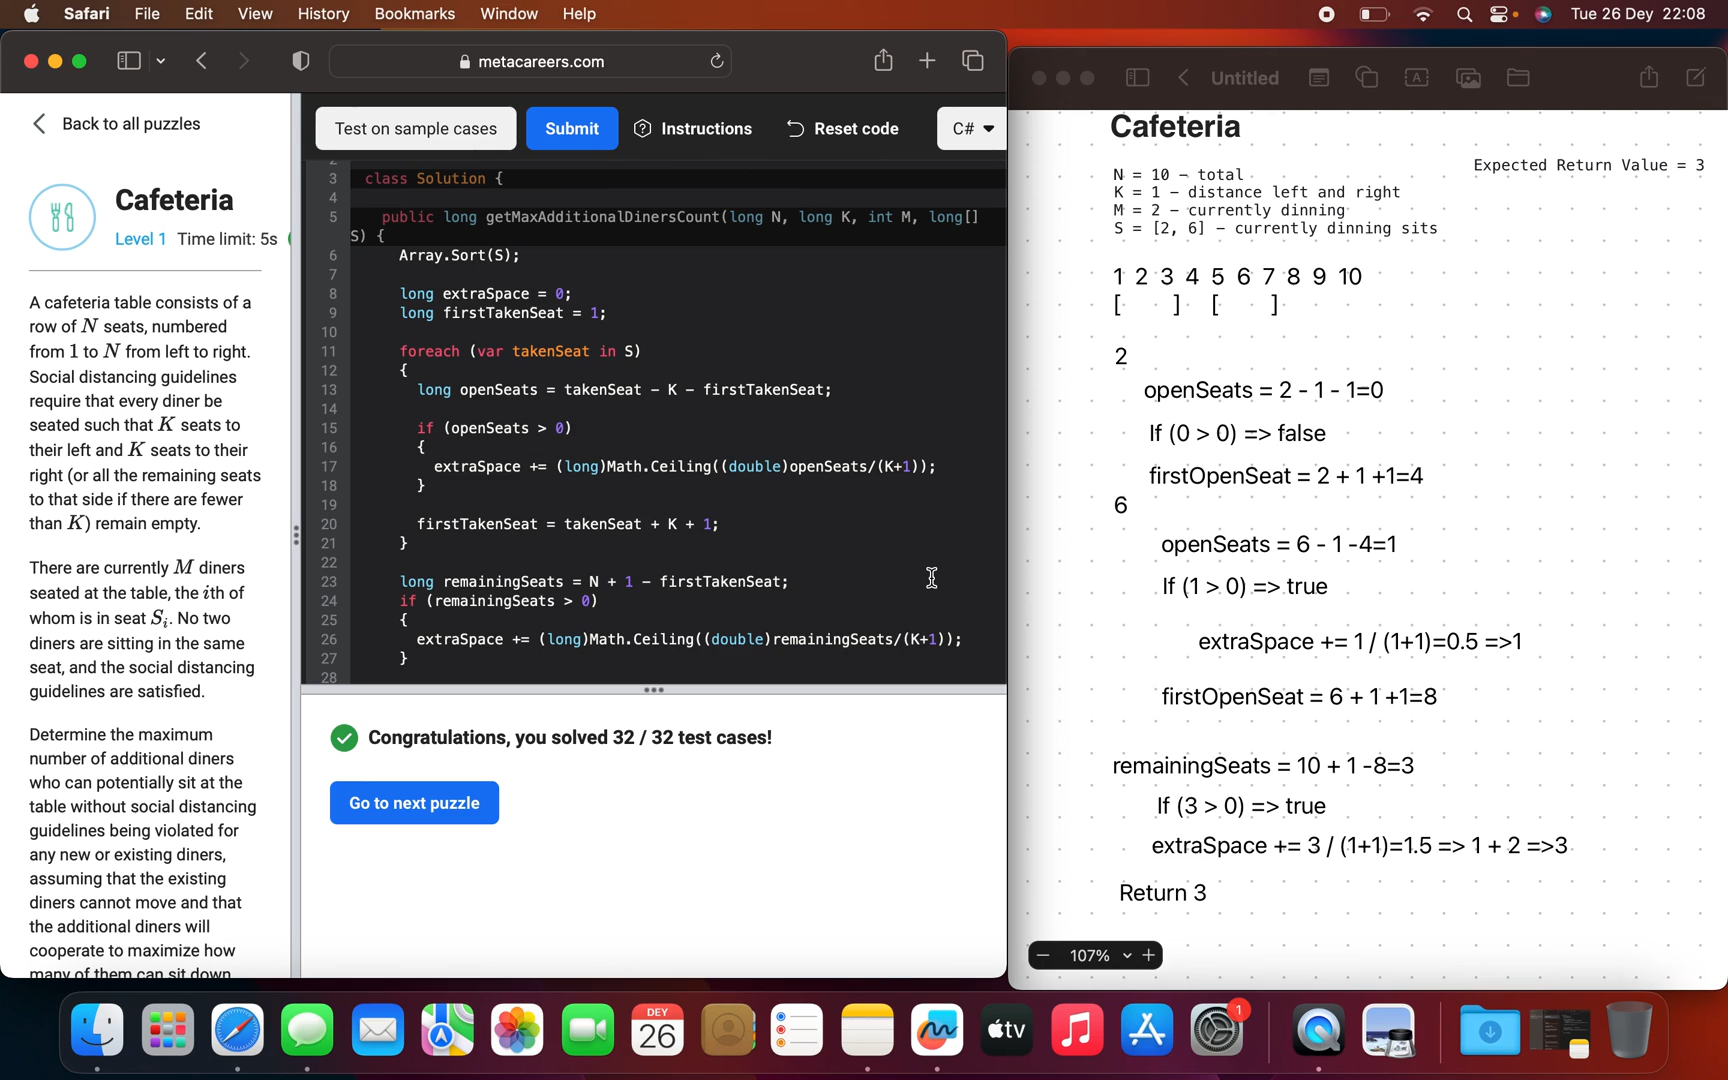 Safari File Edit View History Bookmarks Window Help Tue 26 Dey 22:08
metacareers.com
Untitled
Back to all puzzles
Test on sample cases Submit Instructions Reset code C#
Cafeteria
Level 1 Time limit: 5s
A cafeteria table consists of a
row of N seats, numbered
from 1 to N from left to right.
Social distancing guidelines
require that every diner be
seated such that K seats to
their left and K seats to their
right (or all the remaining seats
to that side if there are fewer
than K) remain empty.
There are currently M diners
seated at the table, the ith of
whom is in seat Si. No two
diners are sitting in the same
seat, and the social distancing
guidelines are satisfied.
Determine the maximum
number of additional diners
who can potentially sit at the
table without social distancing
guidelines being violated for
any new or existing diners,
assuming that the existing
diners cannot move and that
the additional diners will
cooperate to maximize how
many of them can sit down
2
3 class Solution {
4
5 public long getMaxAdditionalDinersCount(long N, long K, int M, long[]
S) {
6 Array.Sort(S);
7
8 long extraSpace = 0;
9 long firstTakenSeat = 1;
10
11 foreach (var takenSeat in S)
12 {
13 long openSeats = takenSeat - K - firstTakenSeat;
14
15 if (openSeats > 0)
16 {
17 extraSpace += (long)Math.Ceiling((double)openSeats/(K+1));
18 }
19
20 firstTakenSeat = takenSeat + K + 1;
21 }
22
23 long remainingSeats = N + 1 - firstTakenSeat;
24 if (remainingSeats > 0)
25 {
26 extraSpace += (long)Math.Ceiling((double)remainingSeats/(K+1));
27 }
28
Congratulations, you solved 32 / 32 test cases!
Go to next puzzle
Cafeteria
Expected Return Value = 3
N = 10 - total
K = 1 - distance left and right
M = 2 - currently dinning
S = [2, 6] - currently dinning sits
1 2 3 4 5 6 7 8 9 10
[ ] [ ]
2
openSeats = 2 - 1 - 1=0
If (0 > 0) => false
firstOpenSeat = 2 + 1 +1=4
6
openSeats = 6 - 1 -4=1
If (1 > 0) => true
extraSpace += 1 / (1+1)=0.5 =>1
firstOpenSeat = 6 + 1 +1=8
remainingSeats = 10 + 1 -8=3
If (3 > 0) => true
extraSpace += 3 / (1+1)=1.5 => 1 + 2 =>3
Return 3
107%
DEY
26
tv
1